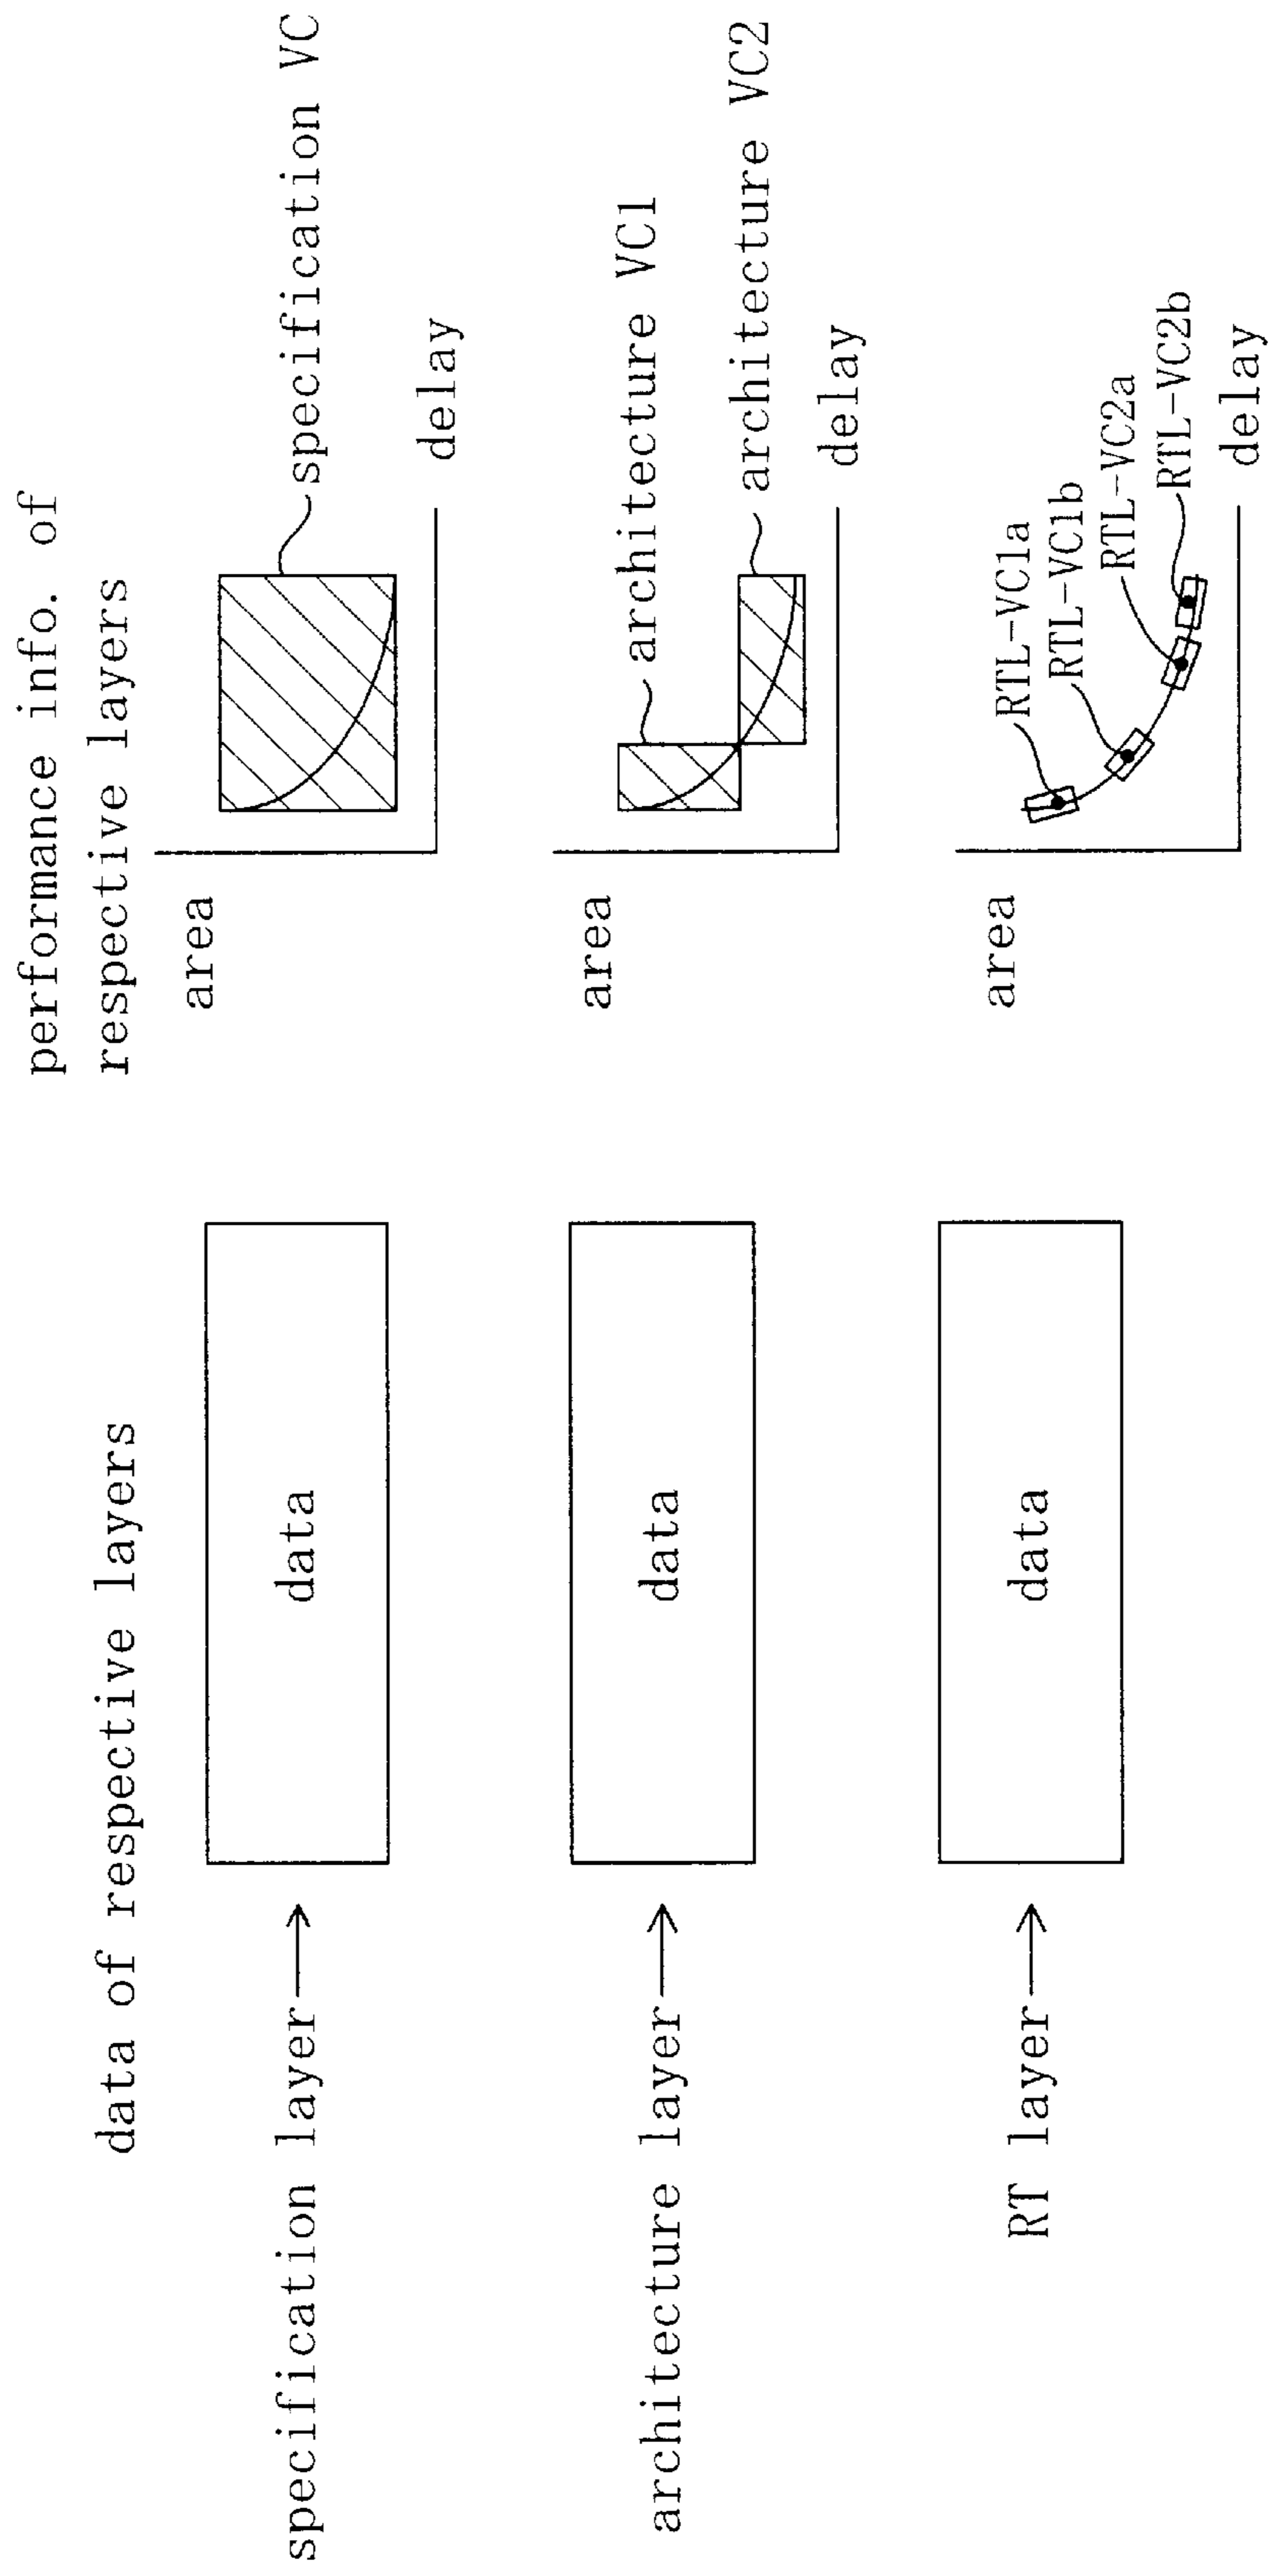 data of respective layers
performance info. of
respective layers
specification layer
data
area
specification VC
delay
architecture layer
data
area
architecture VC1
architecture VC2
delay
RT layer
data
area
RTL-VC1a
RTL-VC1b
RTL-VC2a
RTL-VC2b
delay